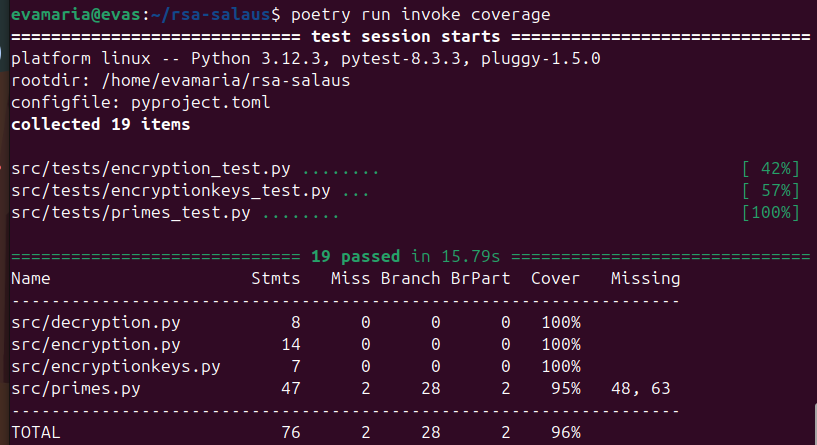 evamaria@evas:~/rsa-salaus$ poetry run invoke coverage
============================= test session starts ==============================
platform linux -- Python 3.12.3, pytest-8.3.3, pluggy-1.5.0
rootdir: /home/evamaria/rsa-salaus
configfile: pyproject.toml
collected 19 items
src/tests/encryption_test.py ........ [ 42%]
src/tests/encryptionkeys_test.py ... [ 57%]
src/tests/primes_test.py ........ [100%]
============================= 19 passed in 15.79s ==============================
Name Stmts Miss Branch BrPart Cover Missing
-------------------------------------------------------------------
src/decryption.py 8 0 0 0 100%
src/encryption.py 14 0 0 0 100%
src/encryptionkeys.py 7 0 0 0 100%
src/primes.py 47 2 28 2 95% 48, 63
-------------------------------------------------------------------
TOTAL 76 2 28 2 96%